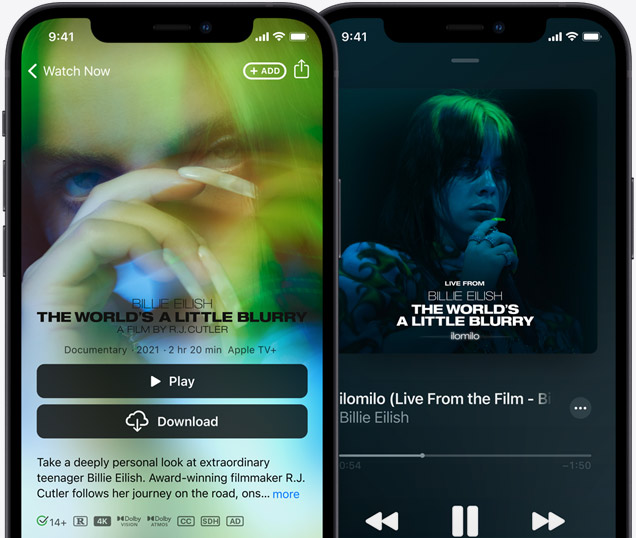 9:41
Watch Now
+ ADD
BILLIE EILISH
THE WORLD'S A LITTLE BLURRY
A FILM BY R.J. CUTLER
Documentary · 2021 · 2 hr 20 min Apple TV+
Play
Download
Take a deeply personal look at extraordinary
teenager Billie Eilish. Award-winning filmmaker R.J.
Cutler follows her journey on the road, ons... more
14+ R 4K Dolby VISION Dolby ATMOS CC SDH AD
9:41
LIVE FROM
BILLIE EILISH
THE WORLD'S
A LITTLE BLURRY
ilomilo
ilomilo (Live From the Film - Bi
Billie Eilish
0:54
−1:50